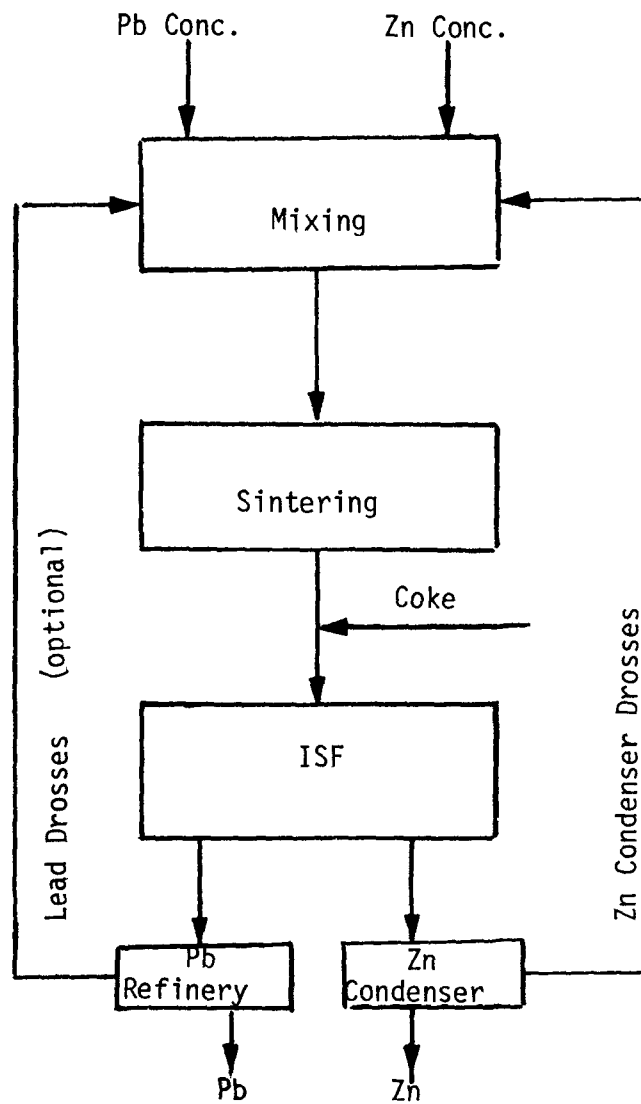 Pb Conc.
Zn Conc.
Mixing
Sintering
Coke
ISF
Lead Drosses (optional)
Zn Condenser Drosses
Pb
Refinery
Zn
Condenser
Pb
Zn